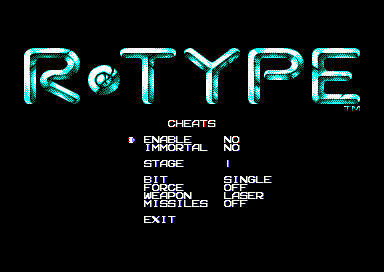 R•TYPE
TM
CHEATS
ENABLE NO
IMMORTAL NO
STAGE 1
BIT SINGLE
FORCE OFF
WEAPON LASER
MISSILES OFF
EXIT